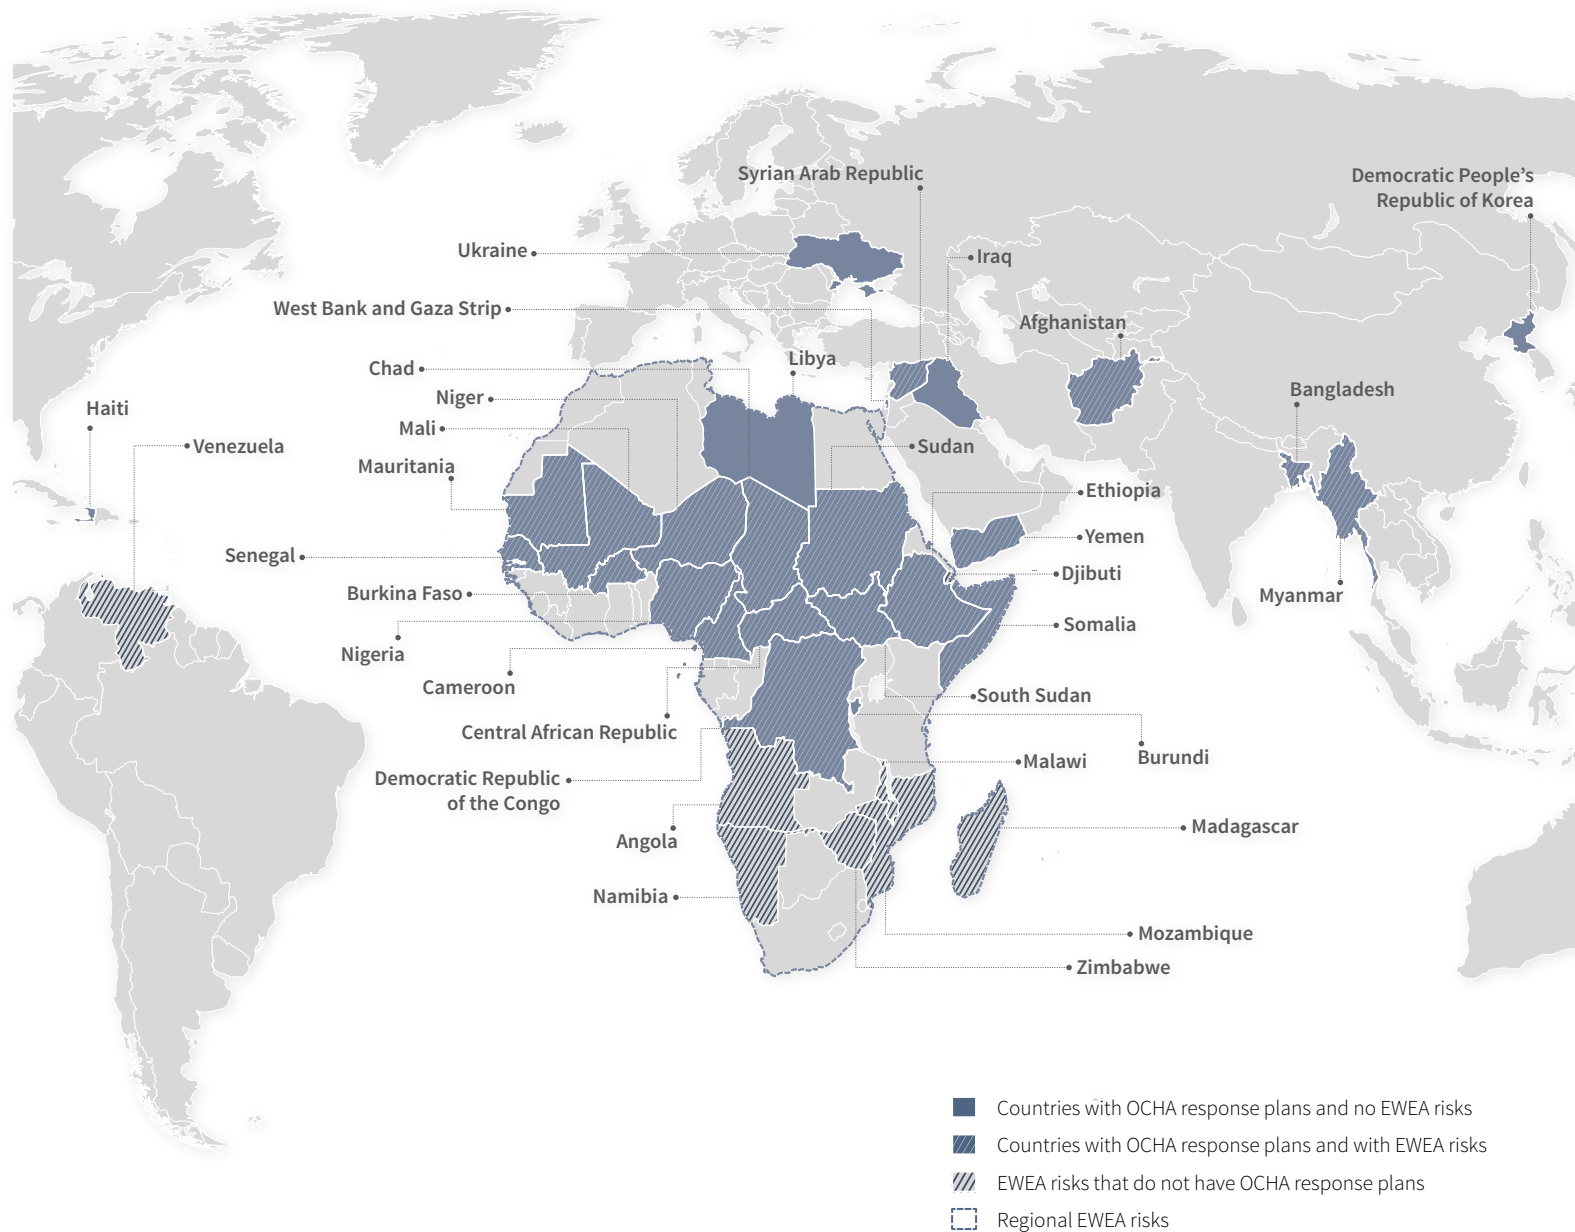 Syrian Arab Republic
Democratic People’s
Republic of Korea
Ukraine
Iraq
West Bank and Gaza Strip
Afghanistan
Libya
Chad
Bangladesh
Niger
Haiti
Mali
Venezuela
Sudan
Mauritania
Ethiopia
Yemen
Senegal
Djibuti
Burkina Faso
Myanmar
Somalia
Nigeria
Cameroon
South Sudan
Central African Republic
Burundi
Malawi
Democratic Republic
of the Congo
Madagascar
Angola
Namibia
Mozambique
Zimbabwe
Countries with OCHA response plans and no EWEA risks
Countries with OCHA response plans and with EWEA risks
EWEA risks that do not have OCHA response plans
Regional EWEA risks